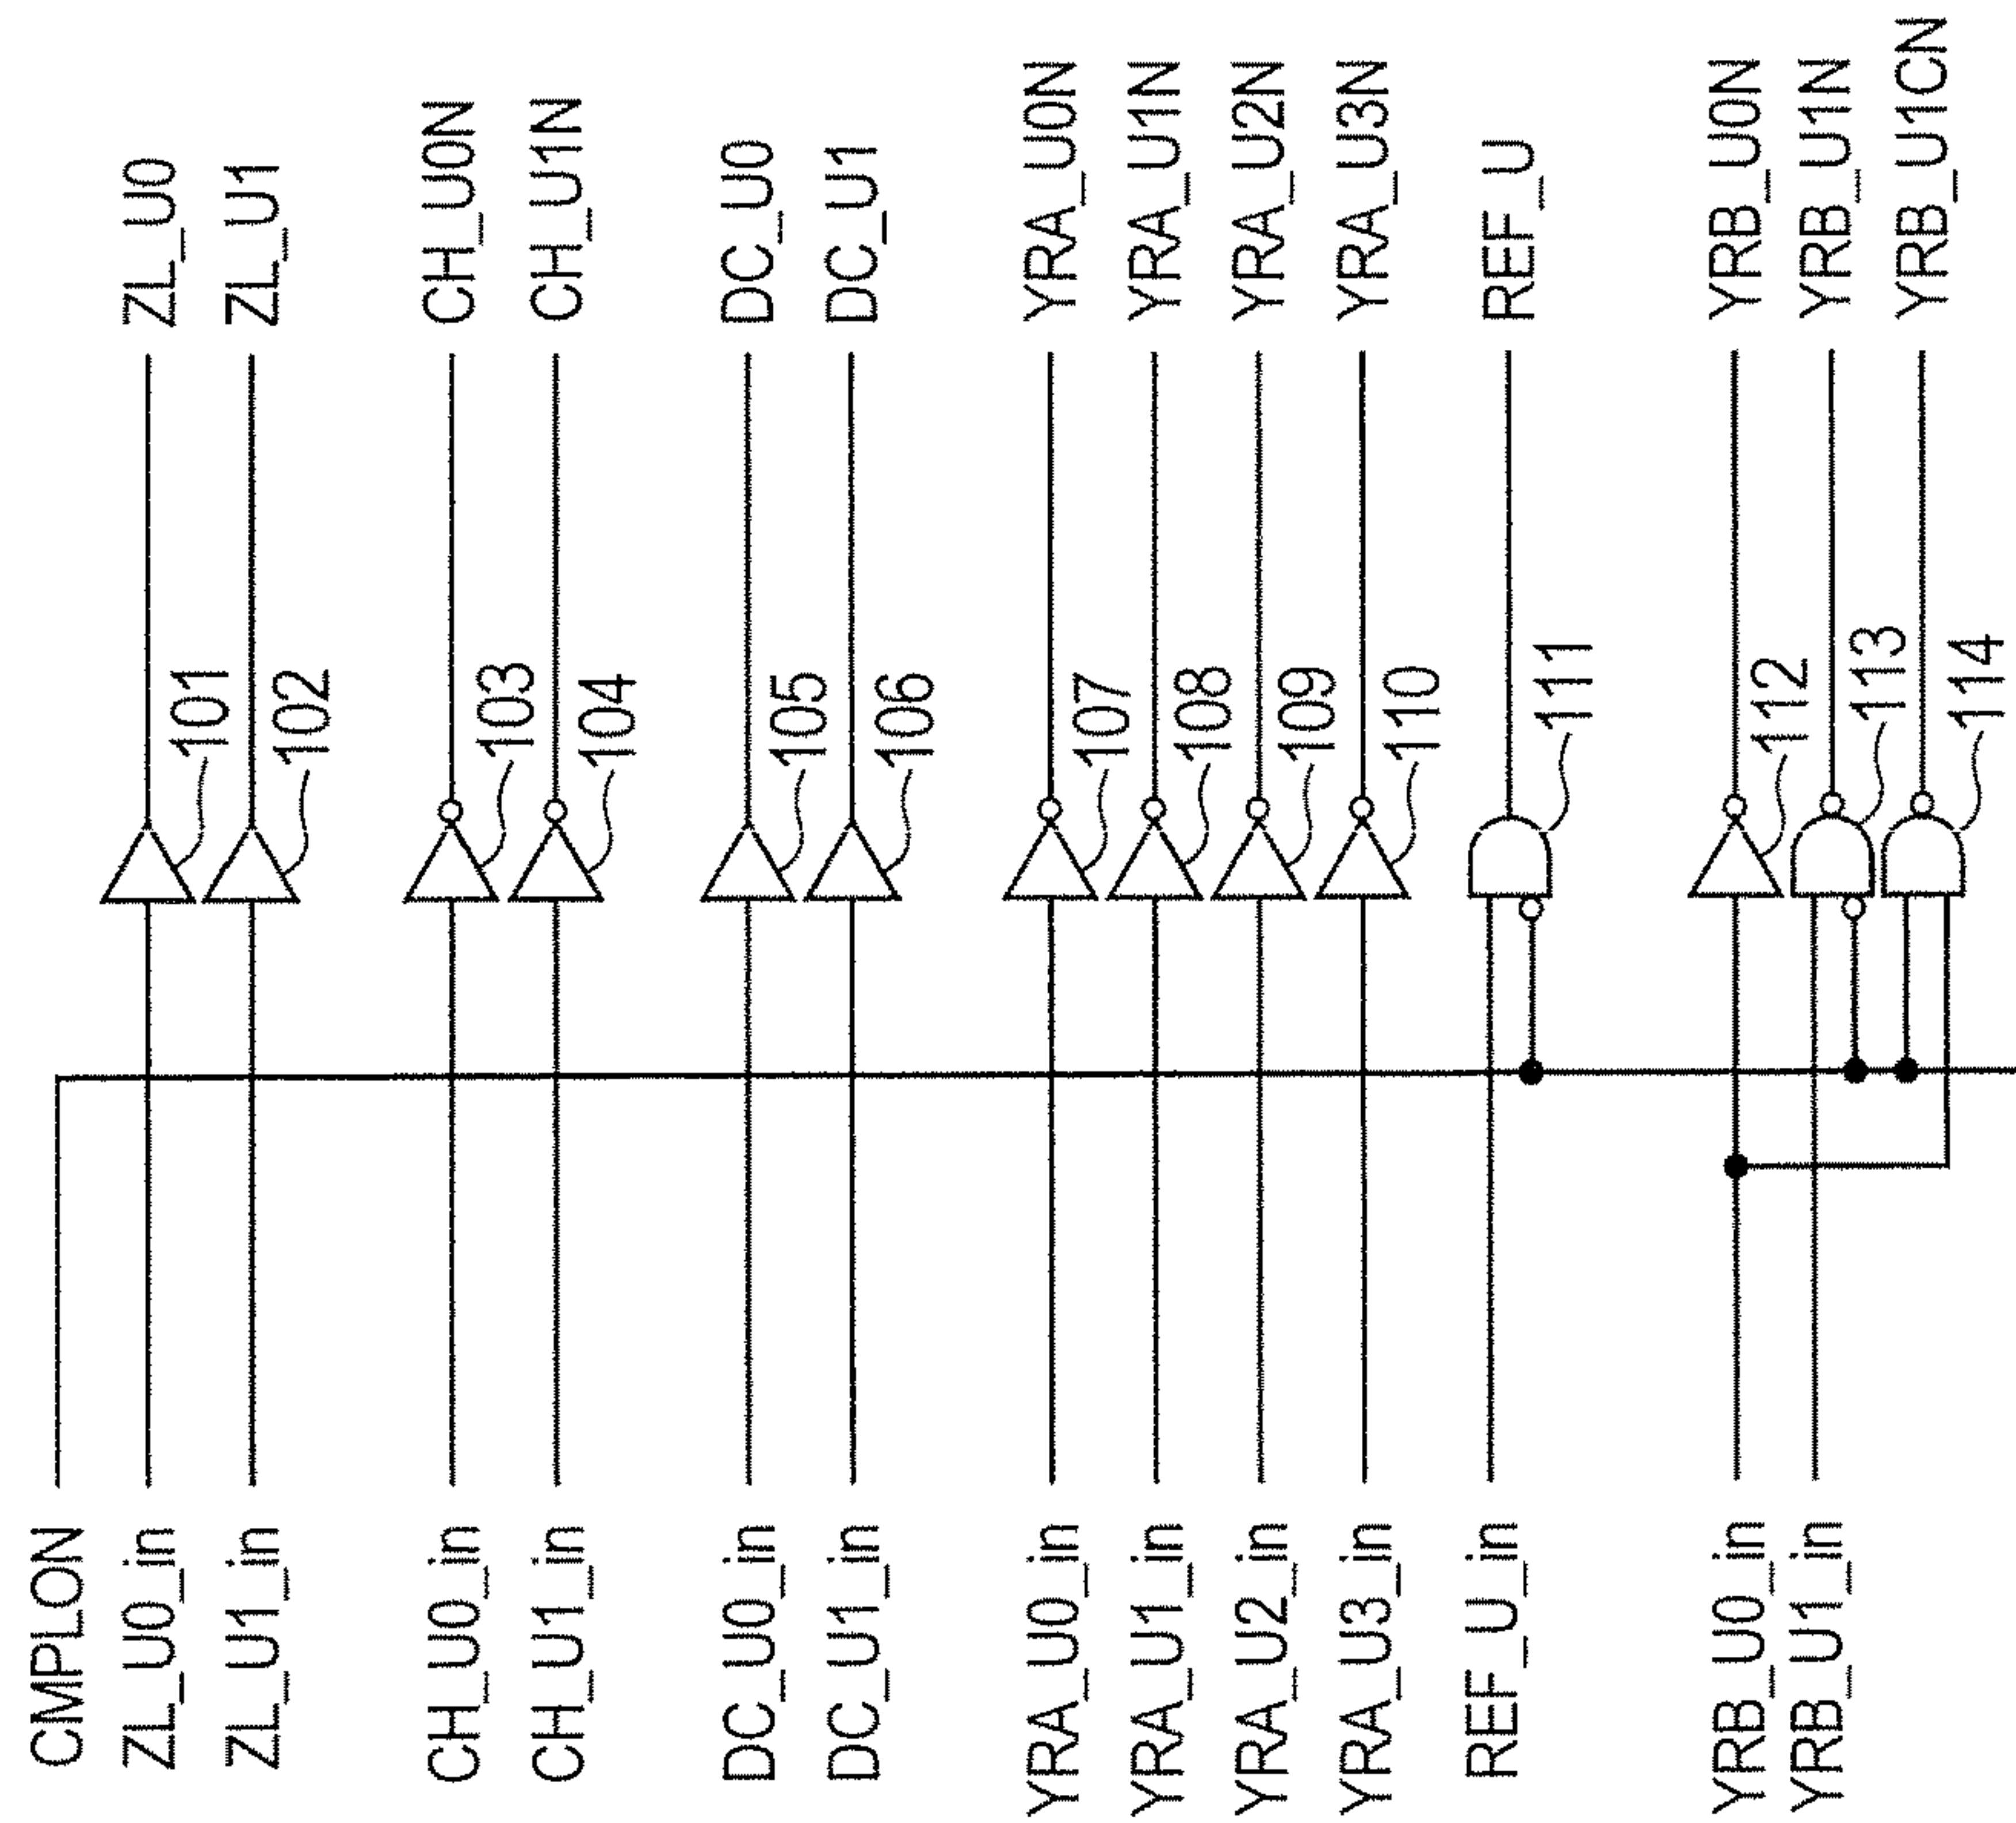 CMPLON
ZL_U0_in
ZL_U1_in
CH_U0_in
CH_U1_in
DC_U0_in
DC_U1_in
YRA_U0_in
YRA_U1_in
YRA_U2_in
YRA_U3_in
REF_U_in
YRB_U0_in
YRB_U1_in
101
102
103
104
105
106
107
108
109
110
111
112
113
114
ZL_U0
ZL_U1
CH_U0N
CH_U1N
DC_U0
DC_U1
YRA_U0N
YRA_U1N
YRA_U2N
YRA_U3N
REF_U
YRB_U0N
YRB_U1N
YRB_U1CN